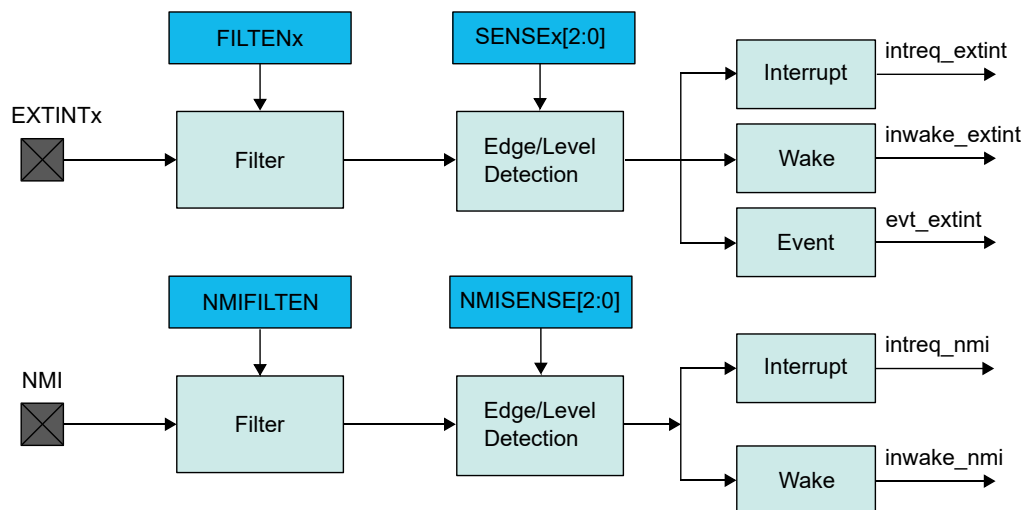 FILTENx
SENSEx[2:0]
intreq_extint
Interrupt
EXTINTx
inwake_extint
Filter
Edge/Level
Detection
Wake
evt_extint
Event
NMIFILTEN
NMISENSE[2:0]
intreq_nmi
Interrupt
NMI
Filter
Edge/Level
Detection
inwake_nmi
Wake